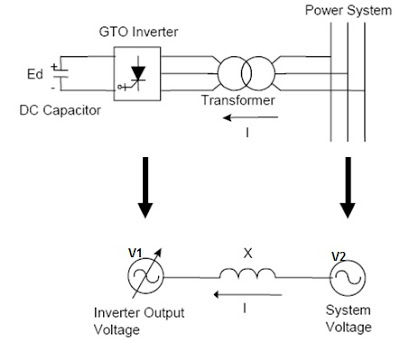 Power System
GTO Inverter
+
Ed
-
DC Capacitor
Transformer
I
V1
X
V2
I
Inverter Output
Voltage
System
Voltage